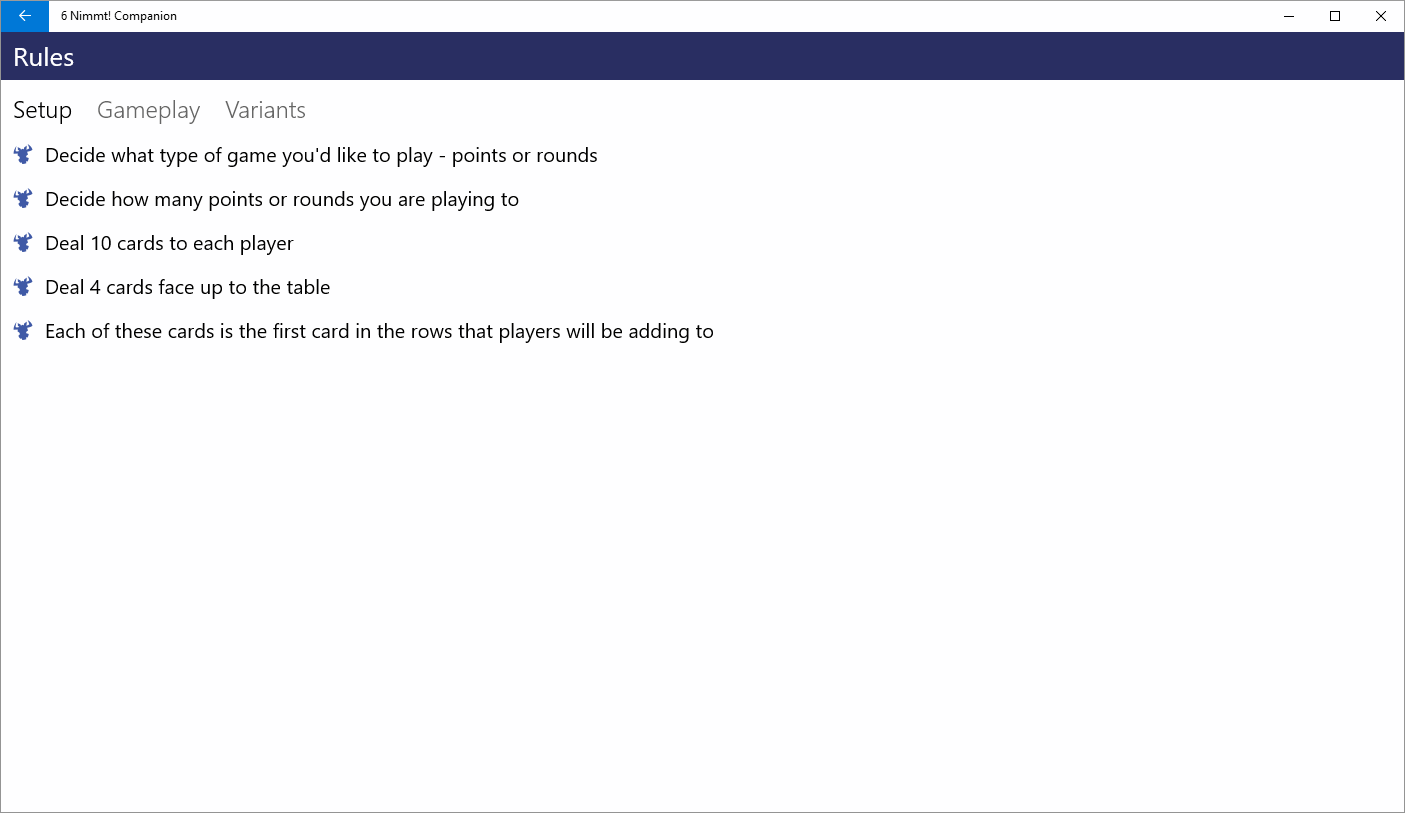 6 Nimmt! Companion
Rules
Setup Gameplay Variants
Decide what type of game you'd like to play - points or rounds
Decide how many points or rounds you are playing to
Deal 10 cards to each player
Deal 4 cards face up to the table
Each of these cards is the first card in the rows that players will be adding to